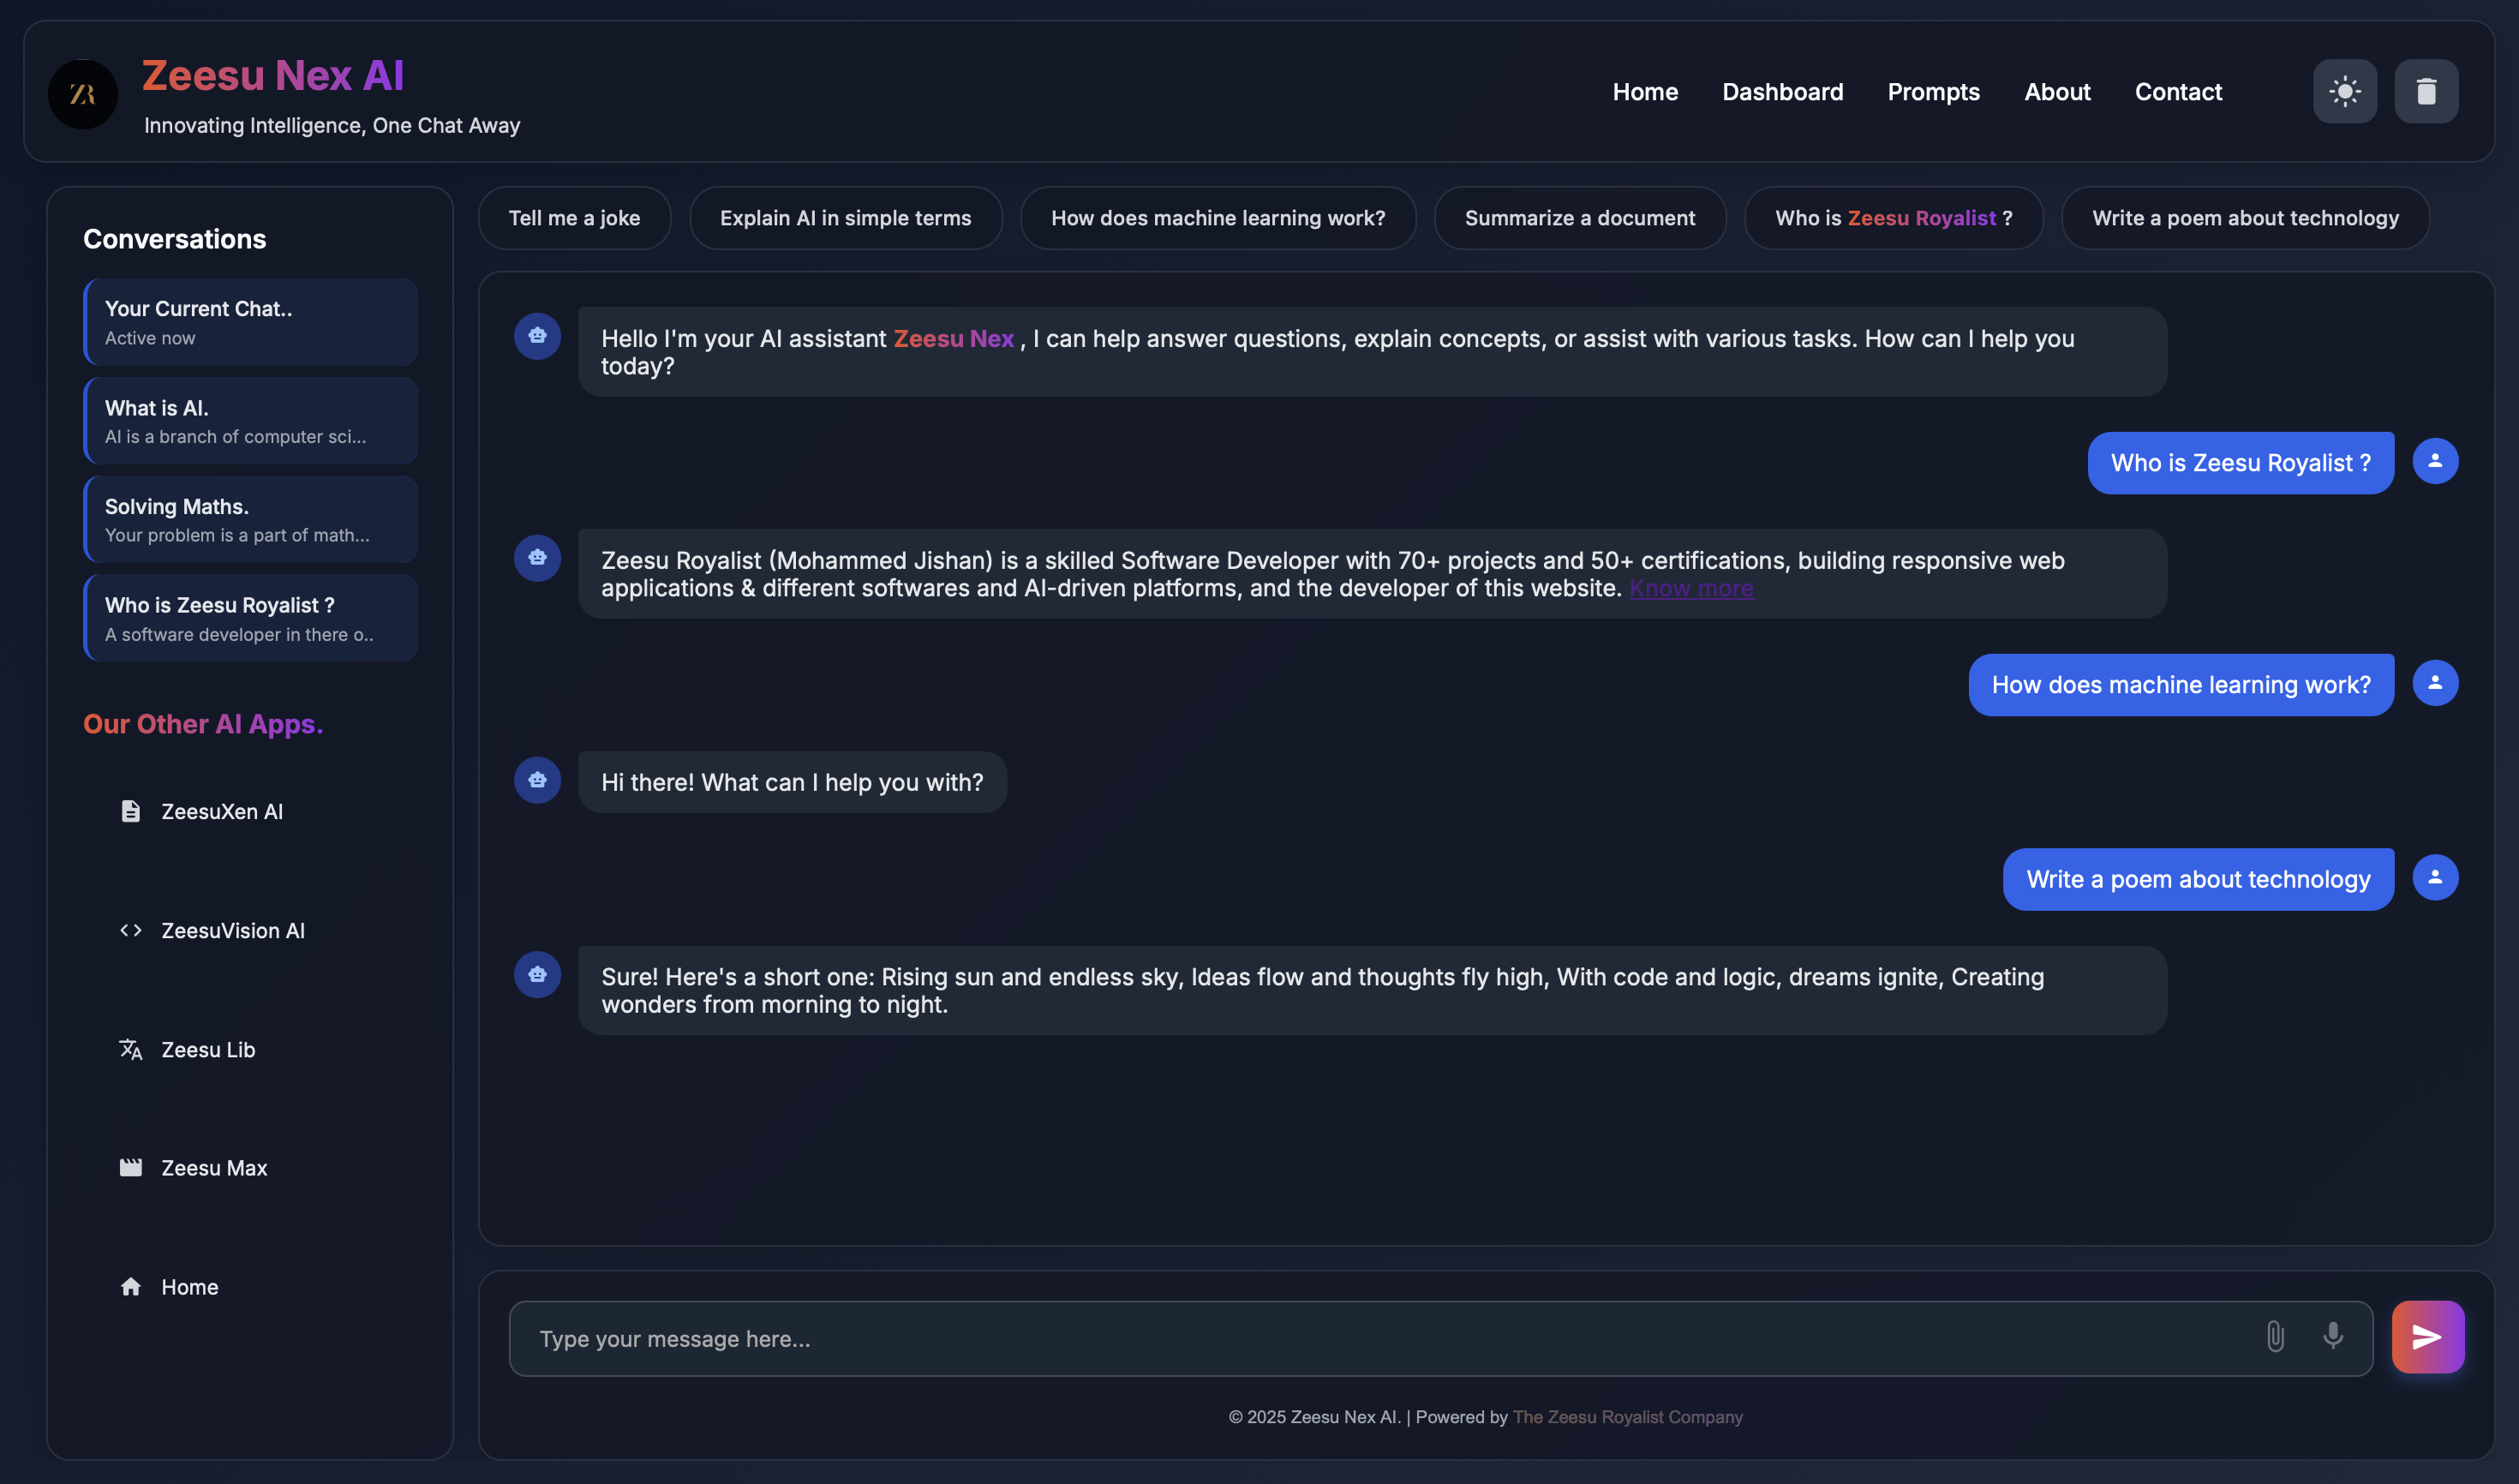 ZR
Zeesu Nex AI
Innovating Intelligence, One Chat Away
Home
Dashboard
Prompts
About
Contact
Conversations
Your Current Chat..
Active now
What is AI.
AI is a branch of computer sci...
Solving Maths.
Your problem is a part of math...
Who is Zeesu Royalist ?
A software developer in there o..
Our Other AI Apps.
ZeesuXen AI
ZeesuVision AI
Zeesu Lib
Zeesu Max
Home
Tell me a joke
Explain AI in simple terms
How does machine learning work?
Summarize a document
Who is Zeesu Royalist ?
Write a poem about technology
Hello I'm your AI assistant Zeesu Nex , I can help answer questions, explain concepts, or assist with various tasks. How can I help you
today?
Who is Zeesu Royalist ?
Zeesu Royalist (Mohammed Jishan) is a skilled Software Developer with 70+ projects and 50+ certifications, building responsive web
applications & different softwares and AI-driven platforms, and the developer of this website. Know more
How does machine learning work?
Hi there! What can I help you with?
Write a poem about technology
Sure! Here's a short one: Rising sun and endless sky, Ideas flow and thoughts fly high, With code and logic, dreams ignite, Creating
wonders from morning to night.
Type your message here...
© 2025 Zeesu Nex AI. | Powered by The Zeesu Royalist Company